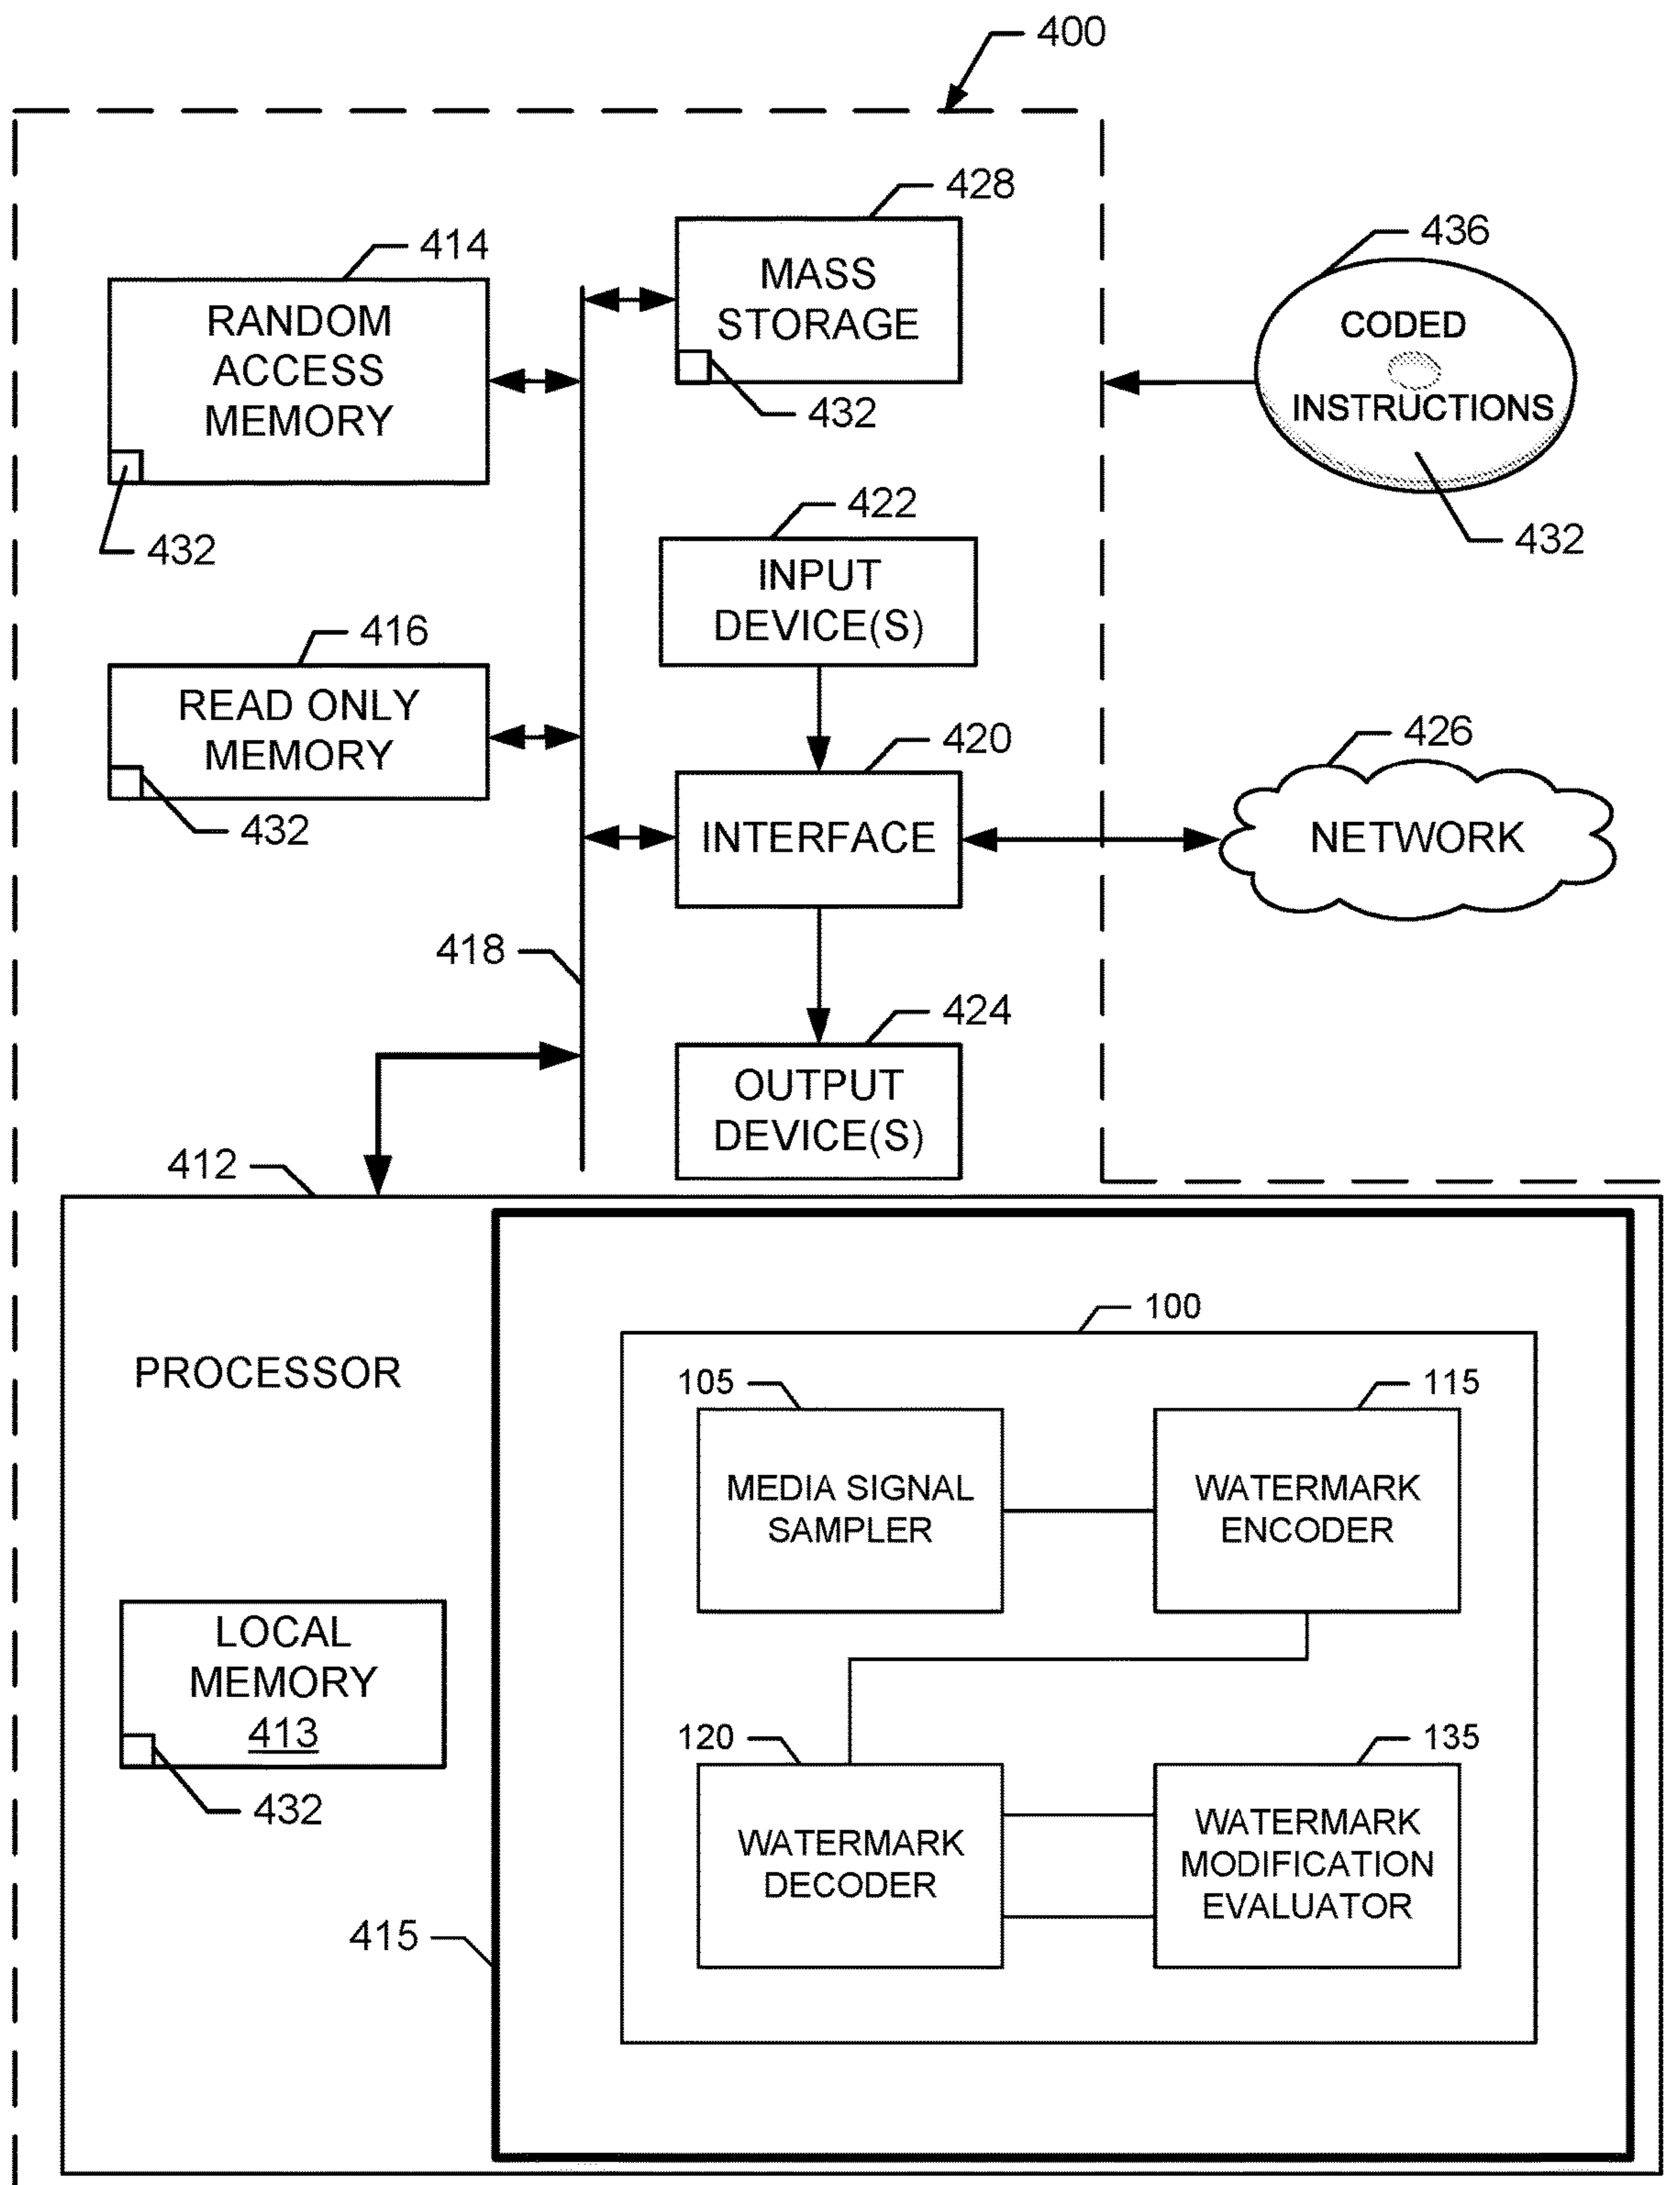 400
428
MASS
STORAGE
432
414
RANDOM
ACCESS
MEMORY
432
436
CODED
INSTRUCTIONS
432
422
INPUT
DEVICE(S)
416
READ ONLY
MEMORY
432
420
INTERFACE
426
NETWORK
418
424
OUTPUT
DEVICE(S)
412
PROCESSOR
LOCAL
MEMORY
413
432
415
100
105
MEDIA SIGNAL
SAMPLER
115
WATERMARK
ENCODER
120
WATERMARK
DECODER
135
WATERMARK
MODIFICATION
EVALUATOR